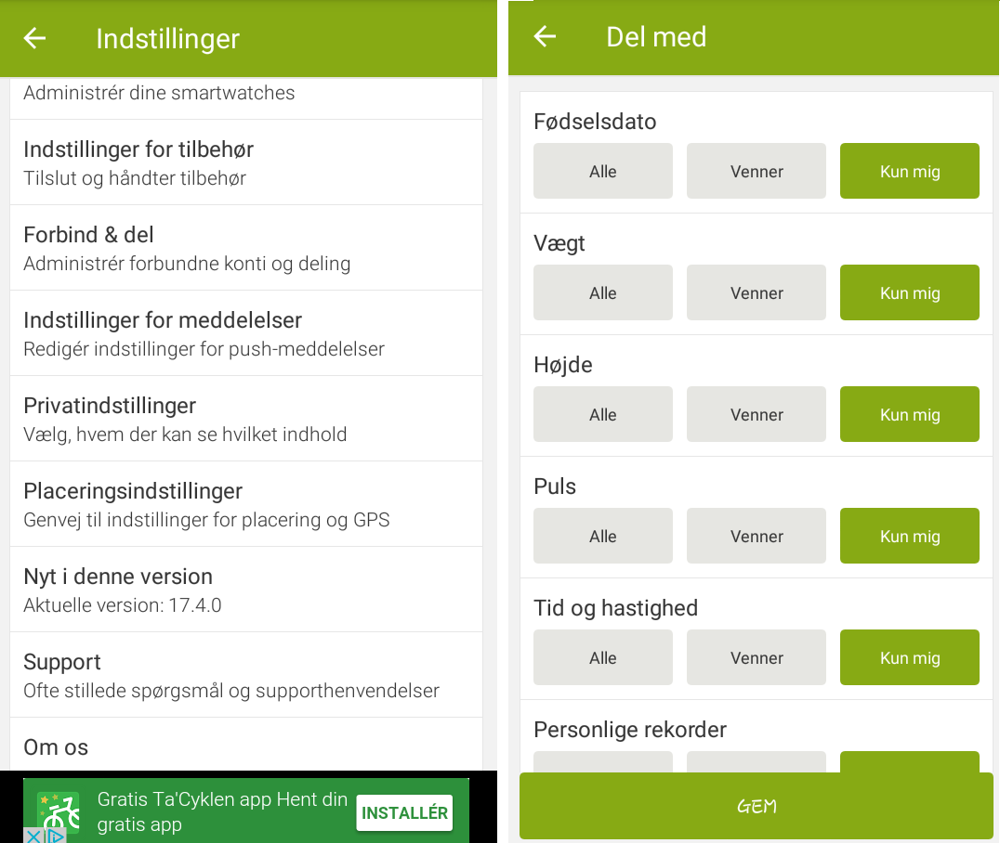 Indstillinger
Administrér dine smartwatches
Indstillinger for tilbehør
Tilslut og håndter tilbehør
Forbind & del
Administrér forbundne konti og deling
Indstillinger for meddelelser
Redigér indstillinger for push-meddelelser
Privatindstillinger
Vælg, hvem der kan se hvilket indhold
Placeringsindstillinger
Genvej til indstillinger for placering og GPS
Nyt i denne version
Aktuelle version: 17.4.0
Support
Ofte stillede spørgsmål og supporthenvendelser
Om os
Gratis Ta'Cyklen app Hent din
gratis app
INSTALLÉR
Del med
Fødselsdato
Alle Venner Kun mig
Vægt
Alle Venner Kun mig
Højde
Alle Venner Kun mig
Puls
Alle Venner Kun mig
Tid og hastighed
Alle Venner Kun mig
Personlige rekorder
GEM